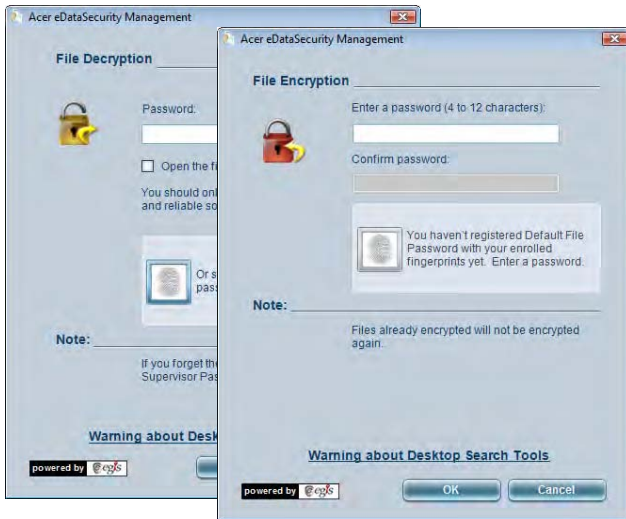 Acer eDataSecurity Management
File Decryption
Password:
Open the fi
You should onl
and reliable so
Or s
pass
Note:
If you forget the
Supervisor Pas
Warning about Desk
powered by egis
Acer eDataSecurity Management
File Encryption
Enter a password (4 to 12 characters):
Confirm password:
You haven't registered Default File
Password with your enrolled
fingerprints yet. Enter a password.
Note:
Files already encrypted will not be encrypted
again.
Warning about Desktop Search Tools
powered by egis
OK
Cancel